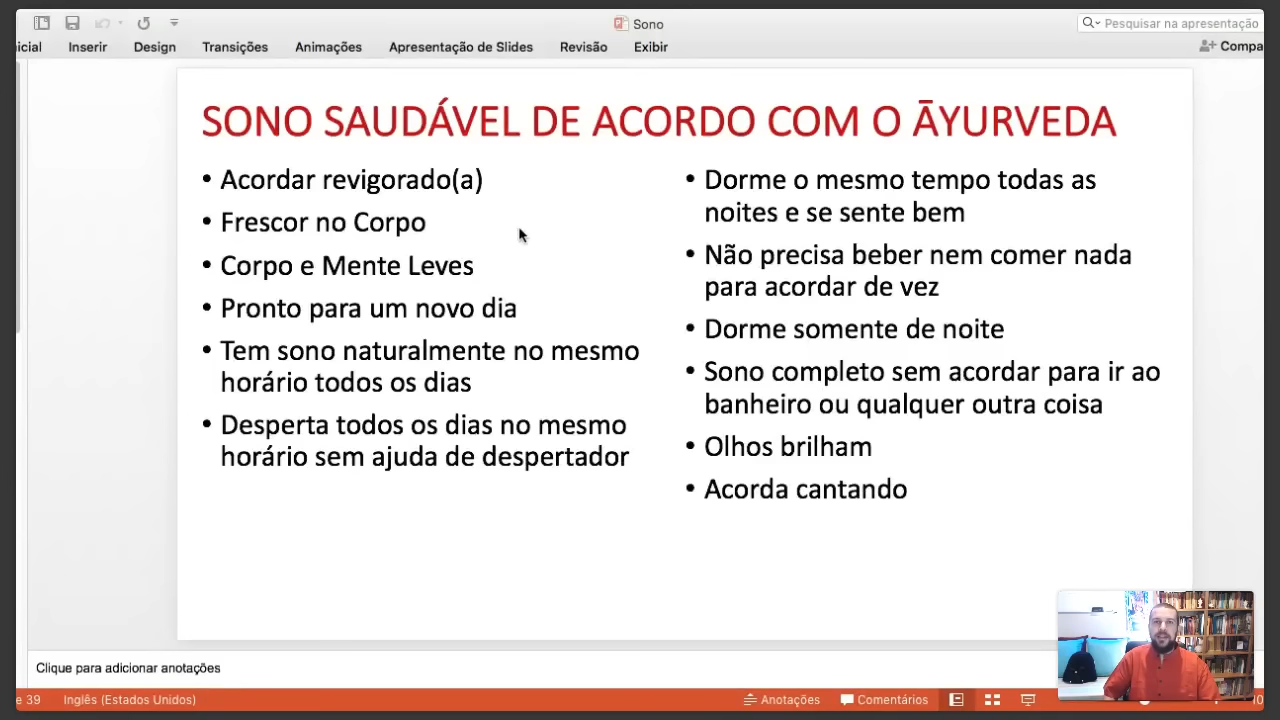 Sono
Pesquisar na apresentação
icial Inserir Design Transições Animações Apresentação de Slides Revisão Exibir Compa
SONO SAUDÁVEL DE ACORDO COM O ĀYURVEDA
• Acordar revigorado(a)
• Frescor no Corpo
• Corpo e Mente Leves
• Pronto para um novo dia
• Tem sono naturalmente no mesmo
horário todos os dias
• Desperta todos os dias no mesmo
horário sem ajuda de despertador
• Dorme o mesmo tempo todas as
noites e se sente bem
• Não precisa beber nem comer nada
para acordar de vez
• Dorme somente de noite
• Sono completo sem acordar para ir ao
banheiro ou qualquer outra coisa
• Olhos brilham
• Acorda cantando
Clique para adicionar anotações
e 39 Inglês (Estados Unidos) Anotações Comentários 10